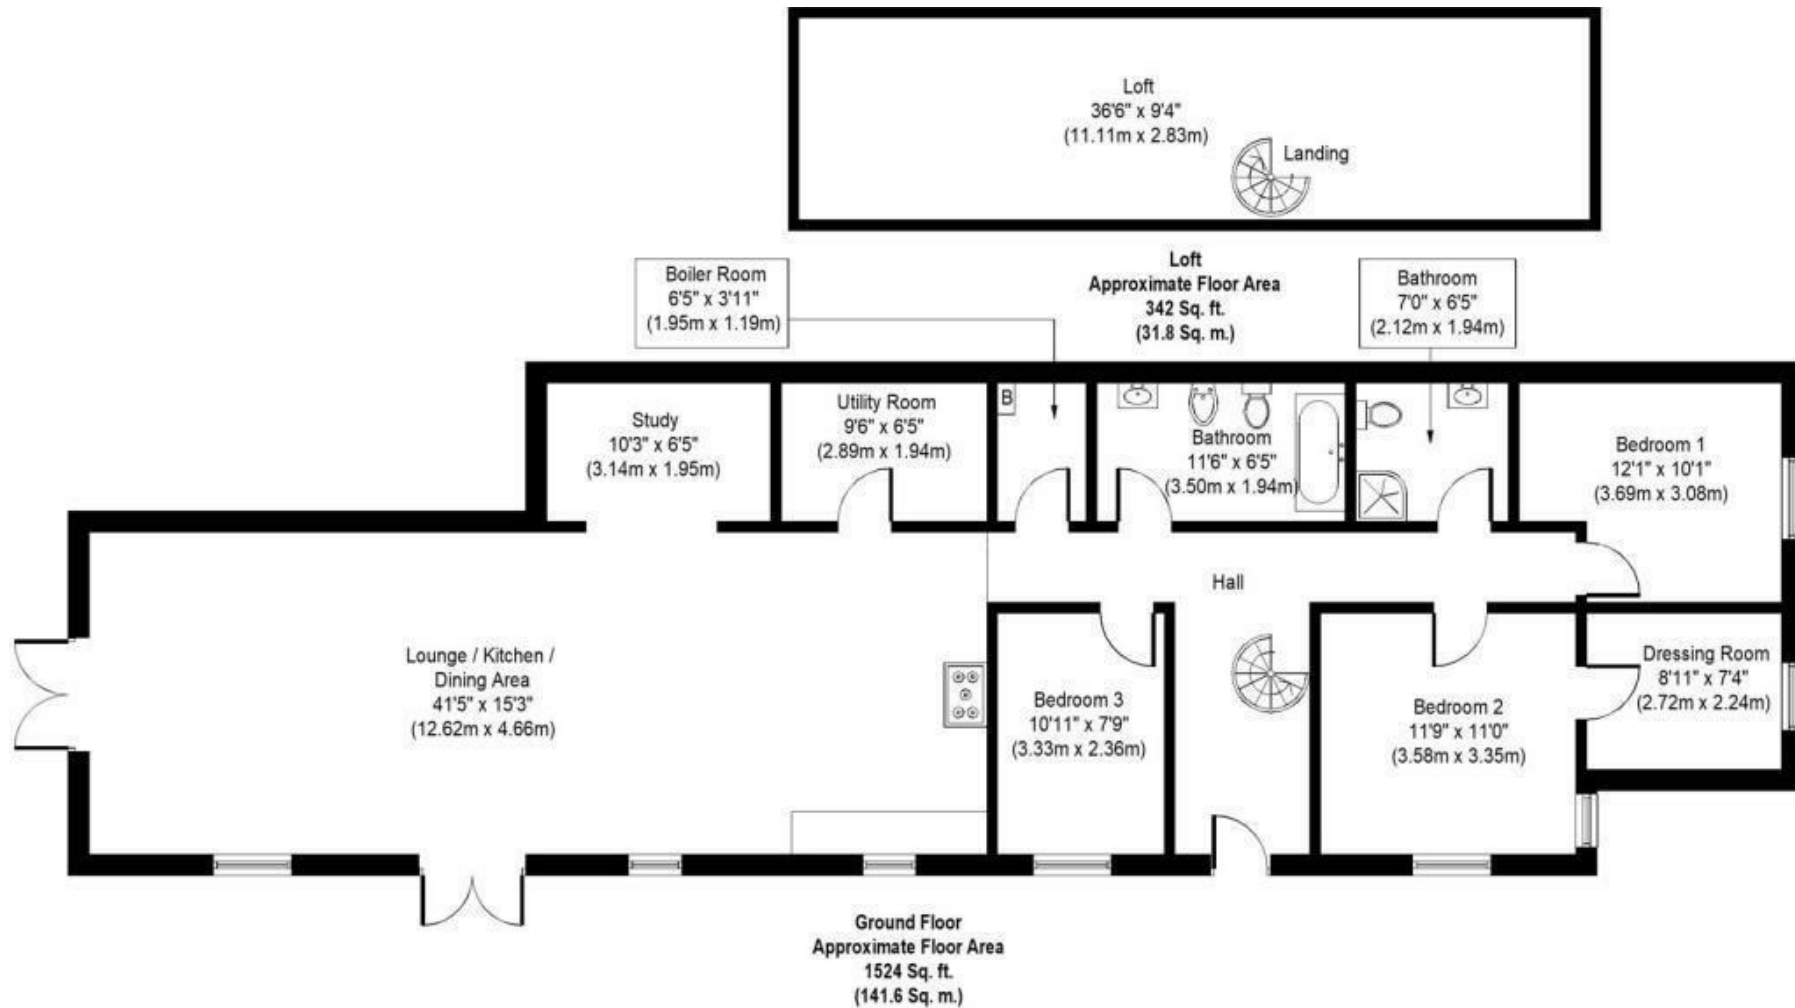 Loft
36'6" x 9'4"
(11.11m x 2.83m)
Landing
Loft
Approximate Floor Area
342 Sq. ft.
(31.8 Sq. m.)
Boiler Room
6'5" x 3'11"
(1.95m x 1.19m)
Bathroom
7'0" x 6'5"
(2.12m x 1.94m)
Study
10'3" x 6'5"
(3.14m x 1.95m)
Utility Room
9'6" x 6'5"
(2.89m x 1.94m)
B
Bathroom
11'6" x 6'5"
(3.50m x 1.94m)
Bedroom 1
12'1" x 10'1"
(3.69m x 3.08m)
Hall
Lounge / Kitchen /
Dining Area
41'5" x 15'3"
(12.62m x 4.66m)
Bedroom 3
10'11" x 7'9"
(3.33m x 2.36m)
Bedroom 2
11'9" x 11'0"
(3.58m x 3.35m)
Dressing Room
8'11" x 7'4"
(2.72m x 2.24m)
Ground Floor
Approximate Floor Area
1524 Sq. ft.
(141.6 Sq. m.)